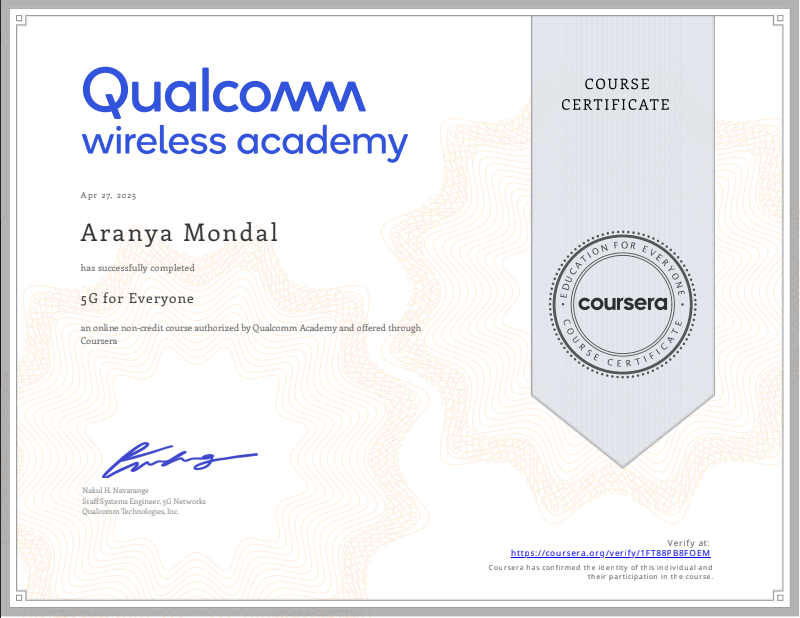 Qualcomm
wireless academy
COURSE
CERTIFICATE
Apr 27, 2025
Aranya Mondal
has successfully completed
5G for Everyone
an online non-credit course authorized by Qualcomm Academy and offered through
Coursera
EDUCATION FOR EVERYONE
coursera
COURSE CERTIFICATE
Nakul H. Navarange
Staff Systems Engineer, 5G Networks
Qualcomm Technologies, Inc.
Verify at:
https://coursera.org/verify/1FT88PB8FOEM
Coursera has confirmed the identity of this individual and
their participation in the course.